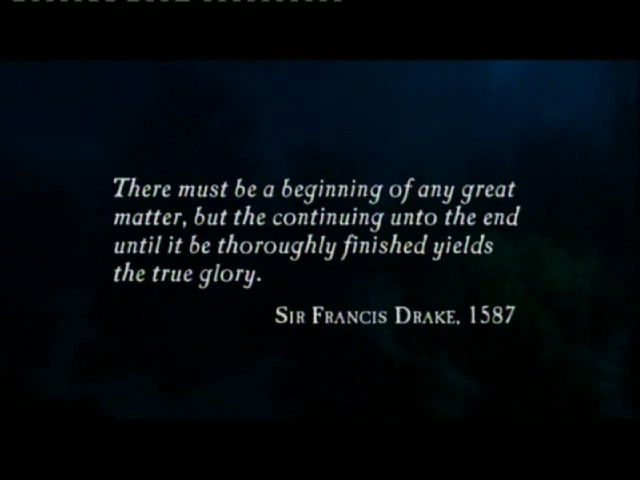 There must be a beginning of any great
matter, but the continuing unto the end
until it be thoroughly finished yields
the true glory.
SIR FRANCIS DRAKE, 1587